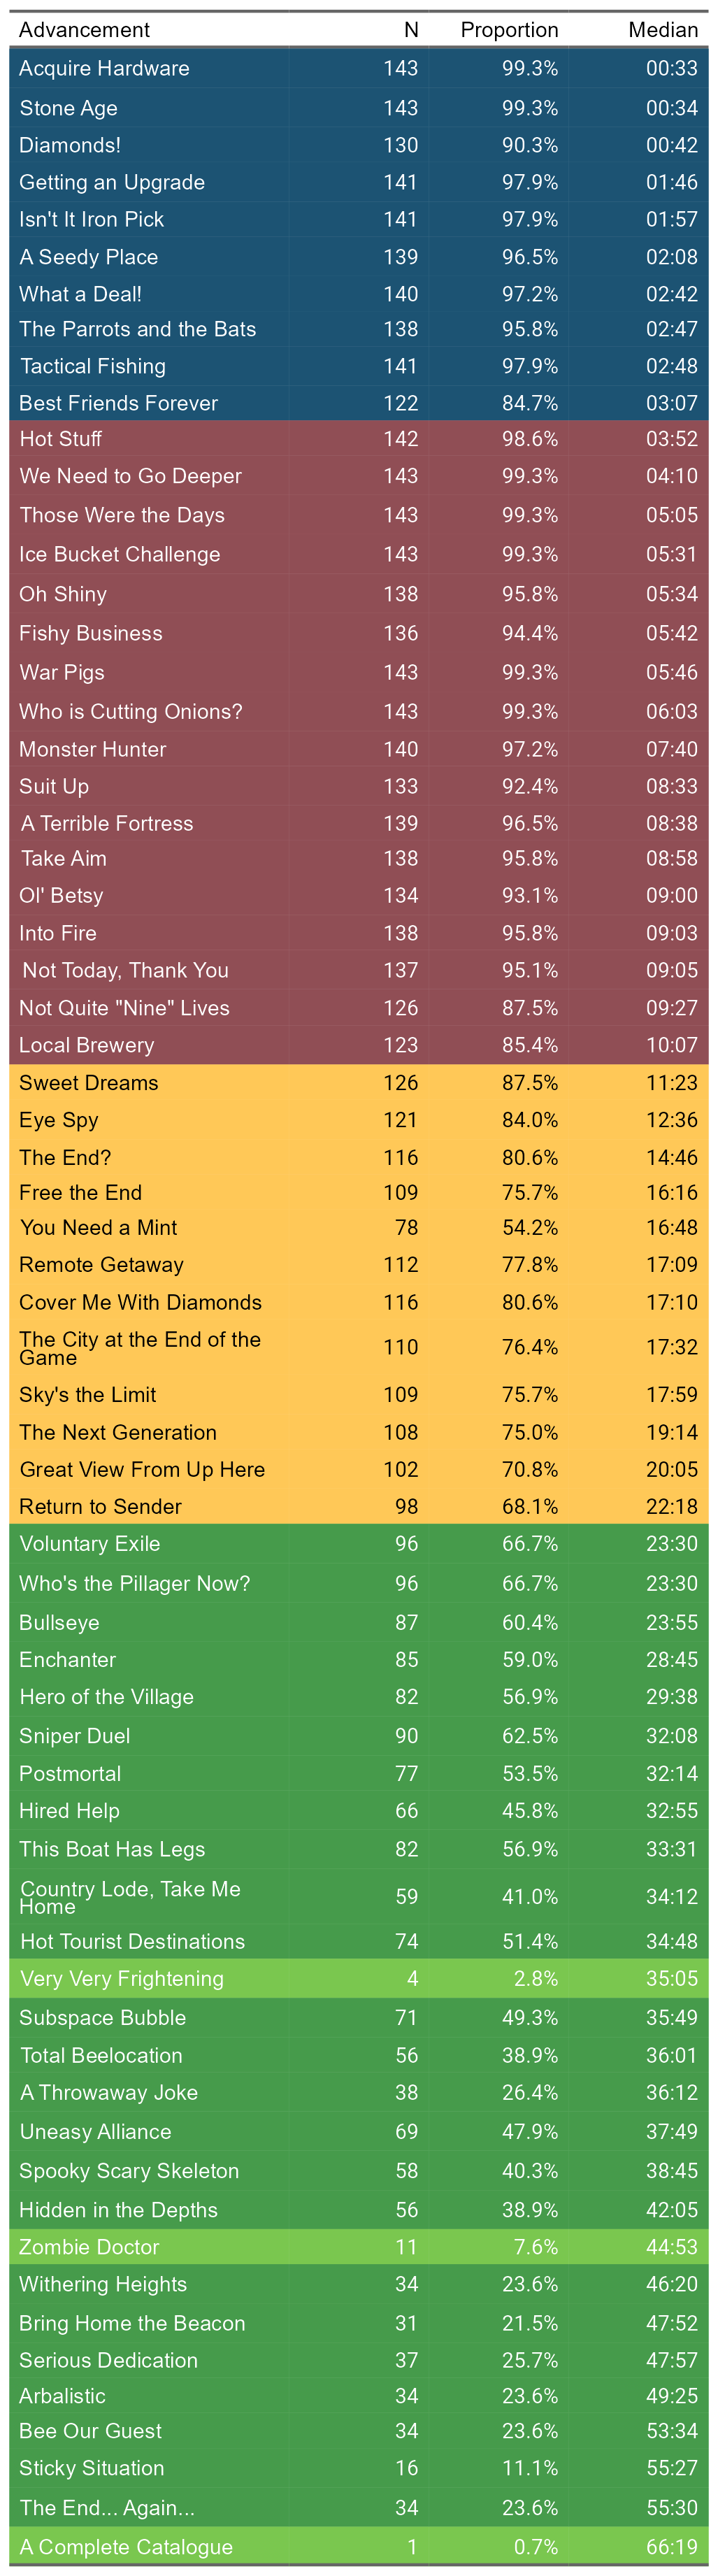 Advancement N Proportion Median
Acquire Hardware 143 99.3% 00:33
Stone Age 143 99.3% 00:34
Diamonds! 130 90.3% 00:42
Getting an Upgrade 141 97.9% 01:46
Isn't It Iron Pick 141 97.9% 01:57
A Seedy Place 139 96.5% 02:08
What a Deal! 140 97.2% 02:42
The Parrots and the Bats 138 95.8% 02:47
Tactical Fishing 141 97.9% 02:48
Best Friends Forever 122 84.7% 03:07
Hot Stuff 142 98.6% 03:52
We Need to Go Deeper 143 99.3% 04:10
Those Were the Days 143 99.3% 05:05
Ice Bucket Challenge 143 99.3% 05:31
Oh Shiny 138 95.8% 05:34
Fishy Business 136 94.4% 05:42
War Pigs 143 99.3% 05:46
Who is Cutting Onions? 143 99.3% 06:03
Monster Hunter 140 97.2% 07:40
Suit Up 133 92.4% 08:33
A Terrible Fortress 139 96.5% 08:38
Take Aim 138 95.8% 08:58
Ol' Betsy 134 93.1% 09:00
Into Fire 138 95.8% 09:03
Not Today, Thank You 137 95.1% 09:05
Not Quite "Nine" Lives 126 87.5% 09:27
Local Brewery 123 85.4% 10:07
Sweet Dreams 126 87.5% 11:23
Eye Spy 121 84.0% 12:36
The End? 116 80.6% 14:46
Free the End 109 75.7% 16:16
You Need a Mint 78 54.2% 16:48
Remote Getaway 112 77.8% 17:09
Cover Me With Diamonds 116 80.6% 17:10
The City at the End of the
Game 110 76.4% 17:32
Sky's the Limit 109 75.7% 17:59
The Next Generation 108 75.0% 19:14
Great View From Up Here 102 70.8% 20:05
Return to Sender 98 68.1% 22:18
Voluntary Exile 96 66.7% 23:30
Who's the Pillager Now? 96 66.7% 23:30
Bullseye 87 60.4% 23:55
Enchanter 85 59.0% 28:45
Hero of the Village 82 56.9% 29:38
Sniper Duel 90 62.5% 32:08
Postmortal 77 53.5% 32:14
Hired Help 66 45.8% 32:55
This Boat Has Legs 82 56.9% 33:31
Country Lode, Take Me
Home 59 41.0% 34:12
Hot Tourist Destinations 74 51.4% 34:48
Very Very Frightening 4 2.8% 35:05
Subspace Bubble 71 49.3% 35:49
Total Beelocation 56 38.9% 36:01
A Throwaway Joke 38 26.4% 36:12
Uneasy Alliance 69 47.9% 37:49
Spooky Scary Skeleton 58 40.3% 38:45
Hidden in the Depths 56 38.9% 42:05
Zombie Doctor 11 7.6% 44:53
Withering Heights 34 23.6% 46:20
Bring Home the Beacon 31 21.5% 47:52
Serious Dedication 37 25.7% 47:57
Arbalistic 34 23.6% 49:25
Bee Our Guest 34 23.6% 53:34
Sticky Situation 16 11.1% 55:27
The End... Again... 34 23.6% 55:30
A Complete Catalogue 1 0.7% 66:19